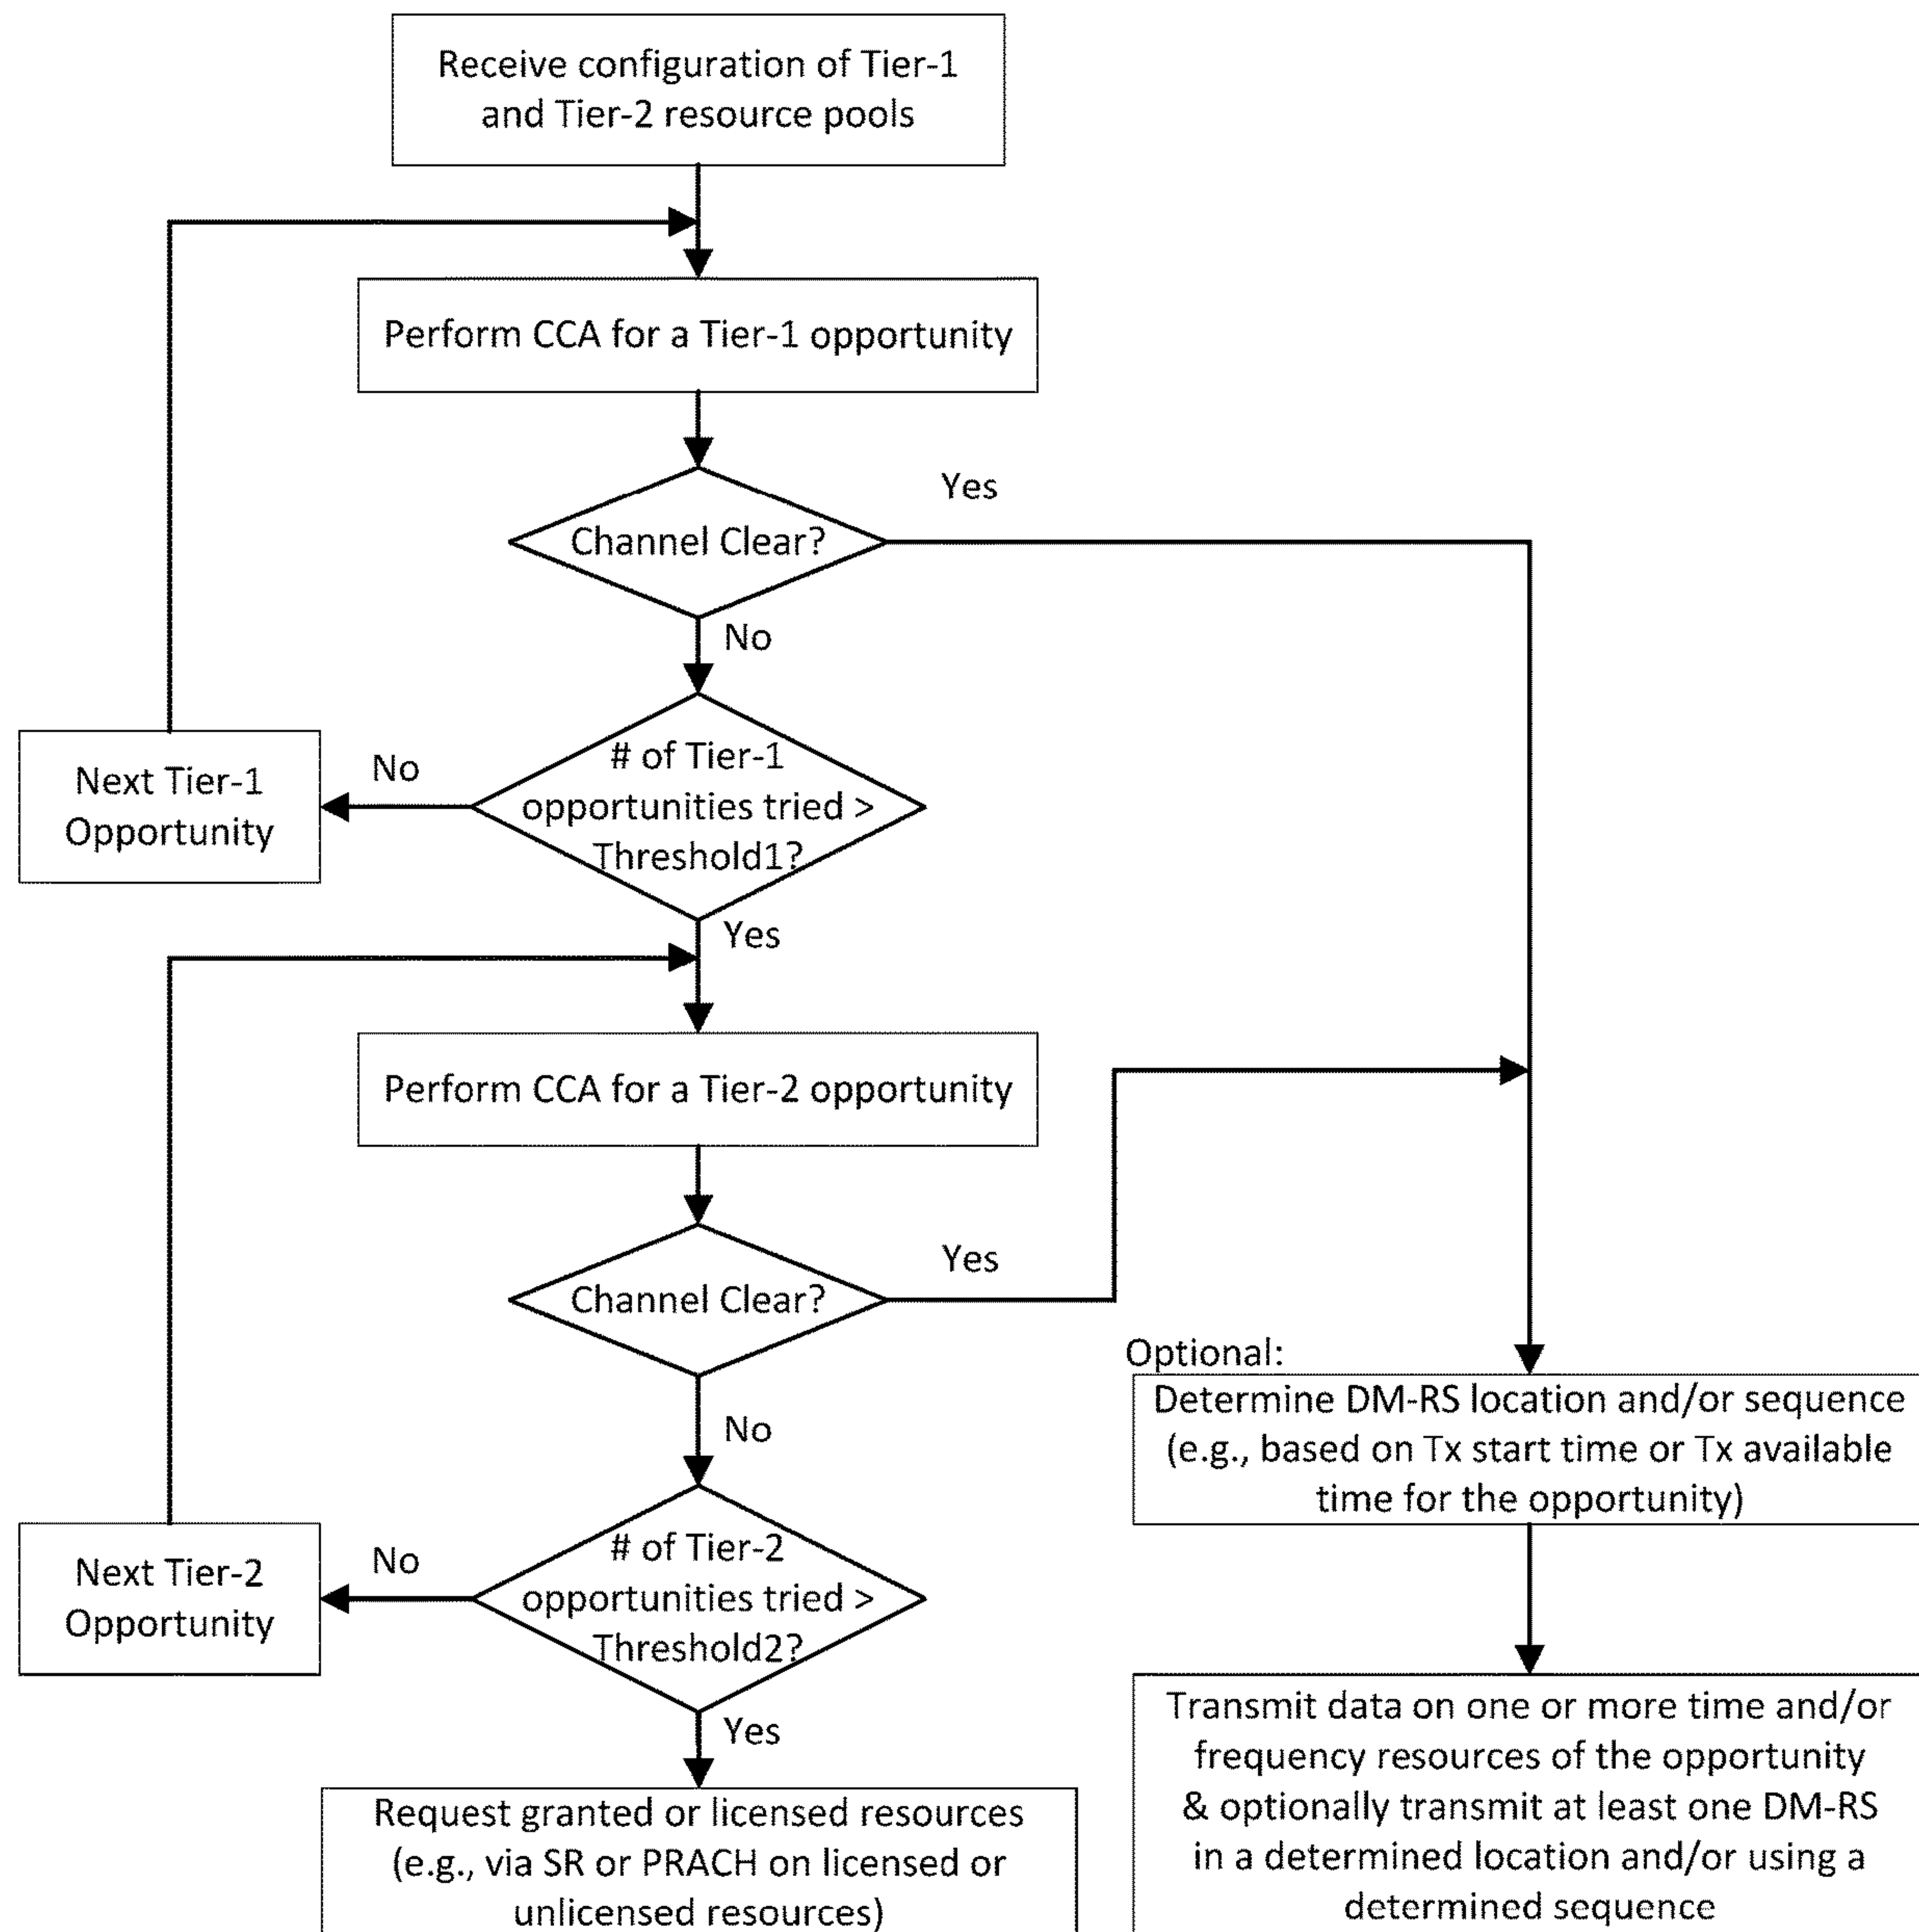 Receive configuration of Tier-1
and Tier-2 resource pools
Perform CCA for a Tier-1 opportunity
Yes
Channel Clear?
No
# of Tier-1
opportunities tried >
Threshold1?
No
Next Tier-1
Opportunity
Yes
Perform CCA for a Tier-2 opportunity
Yes
Channel Clear?
No
# of Tier-2
opportunities tried >
Threshold2?
No
Next Tier-2
Opportunity
Yes
Request granted or licensed resources
(e.g., via SR or PRACH on licensed or
unlicensed resources)
Optional:
Determine DM-RS location and/or sequence
(e.g., based on Tx start time or Tx available
time for the opportunity)
Transmit data on one or more time and/or
frequency resources of the opportunity
& optionally transmit at least one DM-RS
in a determined location and/or using a
determined sequence